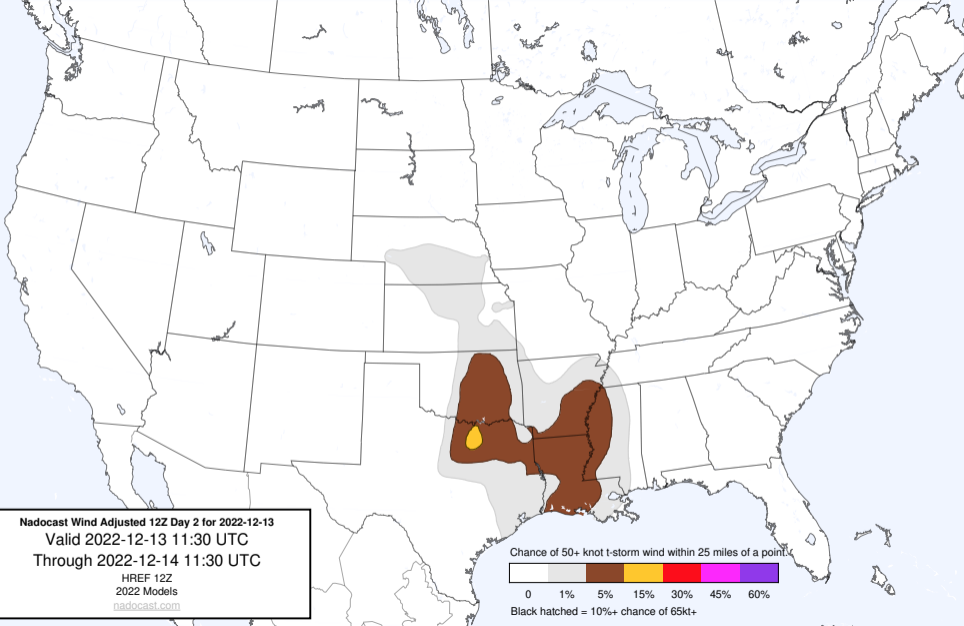 Nadocast Wind Adjusted 12Z Day 2 for 2022-12-13
Valid 2022-12-13 11:30 UTC
Through 2022-12-14 11:30 UTC
HREF 12Z
2022 Models
nadocast.com
Chance of 50+ knot t-storm wind within 25 miles of a point.
0 1% 5% 15% 30% 45% 60%
Black hatched = 10%+ chance of 65kt+